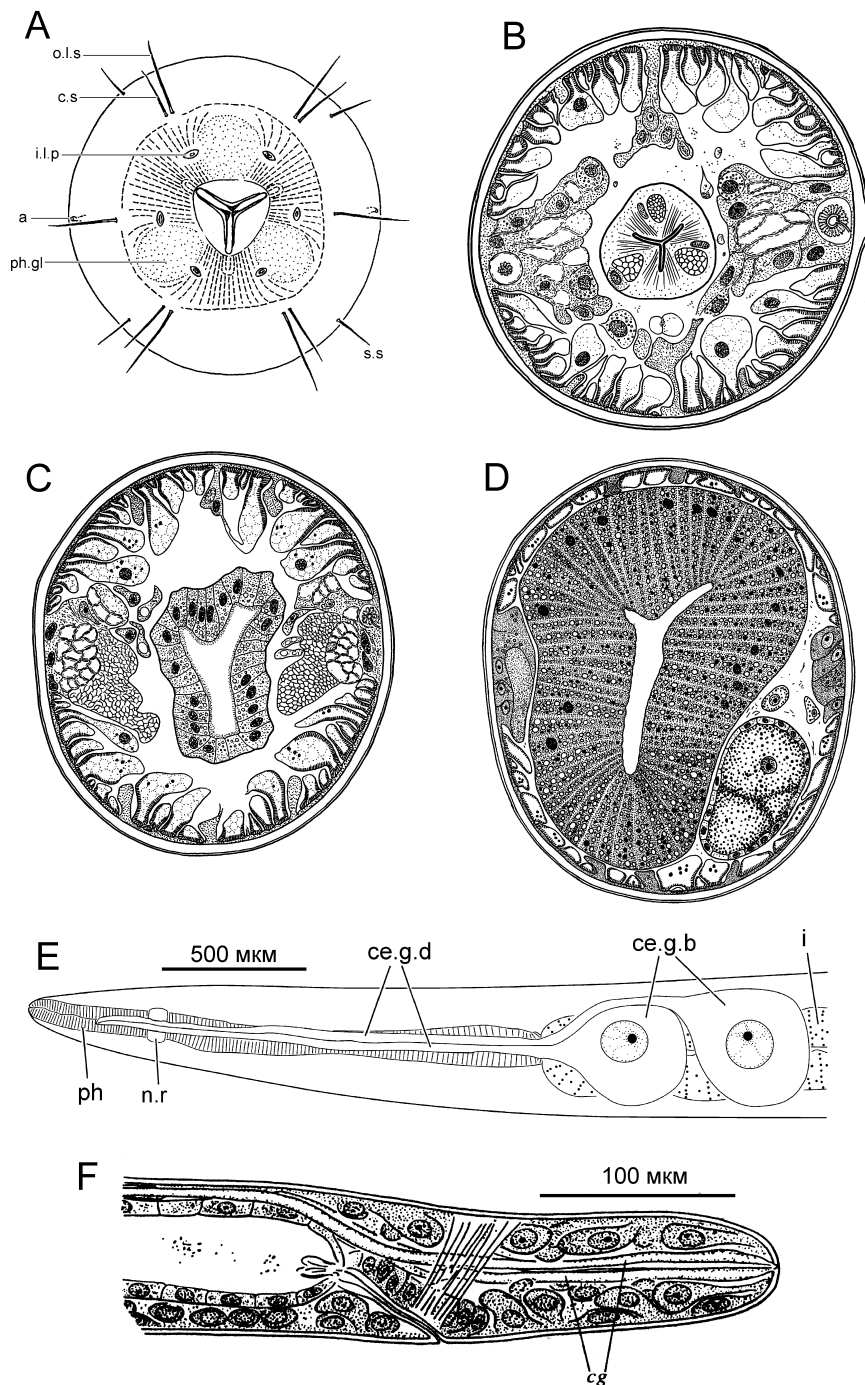 A
o.l.s
c.s
i.l.p
a
ph.gl
s.s
B
C
D
E
500 мкм
ce.g.d
ce.g.b
i
ph
n.r
F
100 мкм
cg